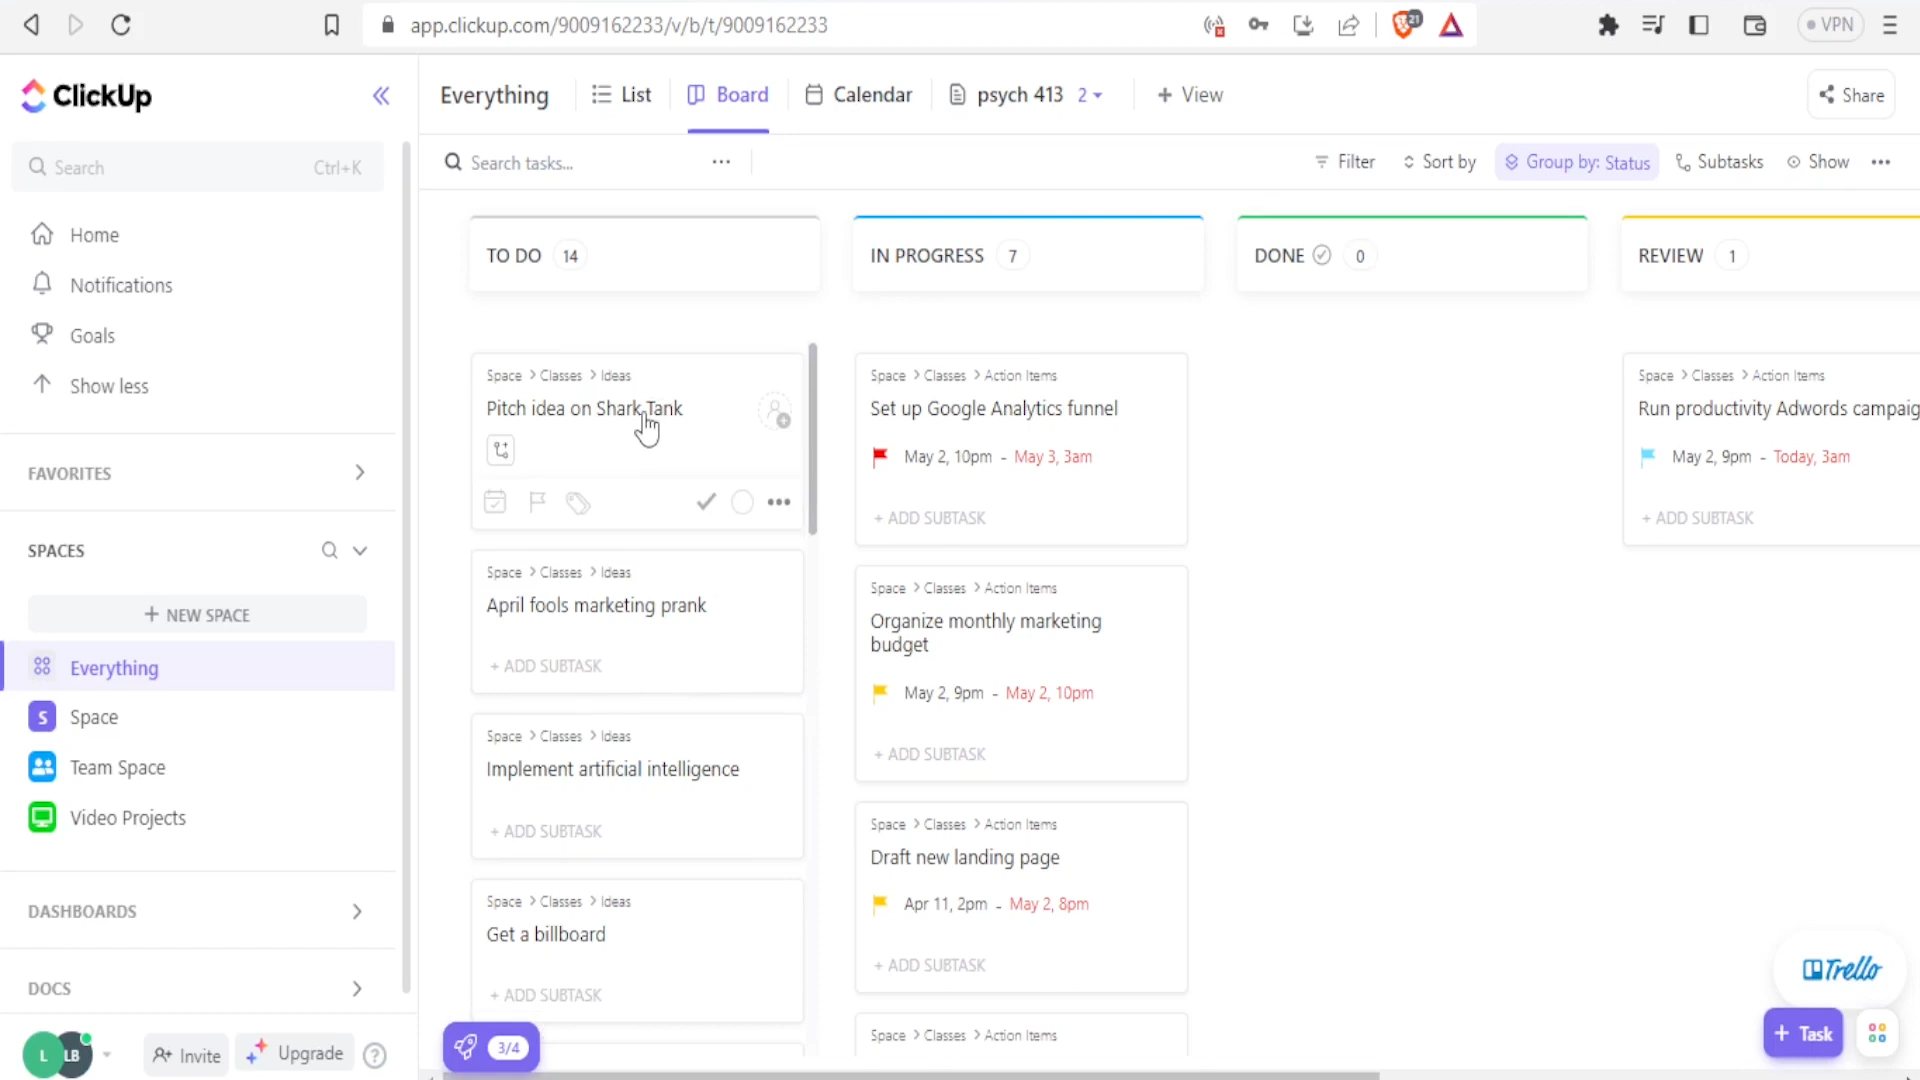 app.clickup.com/9009162233/v/b/t/9009162233
21
VPN
ClickUp
Search Ctrl+K
Home
Notifications
Goals
Show less
FAVORITES
SPACES
+ NEW SPACE
Everything
S Space
Team Space
Video Projects
DASHBOARDS
DOCS
L LB
Invite
Upgrade
?
Everything
List
Board
Calendar
psych 413 2
+ View
Share
Search tasks...
Filter
Sort by
Group by: Status
Subtasks
Show
TO DO 14
Space > Classes > Ideas
Pitch idea on Shark Tank
Space > Classes > Ideas
April fools marketing prank
+ ADD SUBTASK
Space > Classes > Ideas
Implement artificial intelligence
+ ADD SUBTASK
Space > Classes > Ideas
Get a billboard
+ ADD SUBTASK
3/4
IN PROGRESS 7
Space > Classes > Action Items
Set up Google Analytics funnel
May 2, 10pm - May 3, 3am
+ ADD SUBTASK
Space > Classes > Action Items
Organize monthly marketing
budget
May 2, 9pm - May 2, 10pm
+ ADD SUBTASK
Space > Classes > Action Items
Draft new landing page
Apr 11, 2pm - May 2, 8pm
+ ADD SUBTASK
Space > Classes > Action Items
DONE 0
REVIEW 1
Space > Classes > Action Items
Run productivity Adwords campaig
May 2, 9pm - Today, 3am
+ ADD SUBTASK
Trello
+ Task